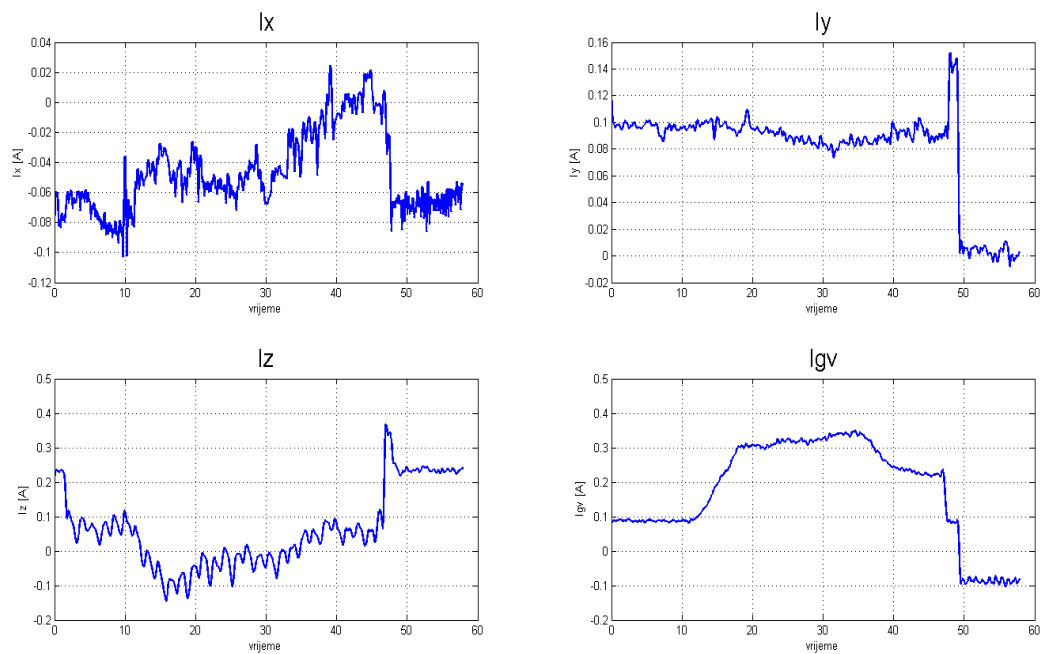 Ix
0.04
0.02
0
-0.02
-0.04
-0.06
-0.08
-0.1
-0.12
Ix [A]
0 10 20 30 40 50 60
vrijeme
Iy
0.16
0.14
0.12
0.1
0.08
0.06
0.04
0.02
0
-0.02
Iy [A]
0 10 20 30 40 50 60
vrijeme
Iz
0.5
0.4
0.3
0.2
0.1
0
-0.1
-0.2
Iz [A]
0 10 20 30 40 50 60
vrijeme
Igv
0.5
0.4
0.3
0.2
0.1
0
-0.1
-0.2
Igv [A]
0 10 20 30 40 50 60
vrijeme